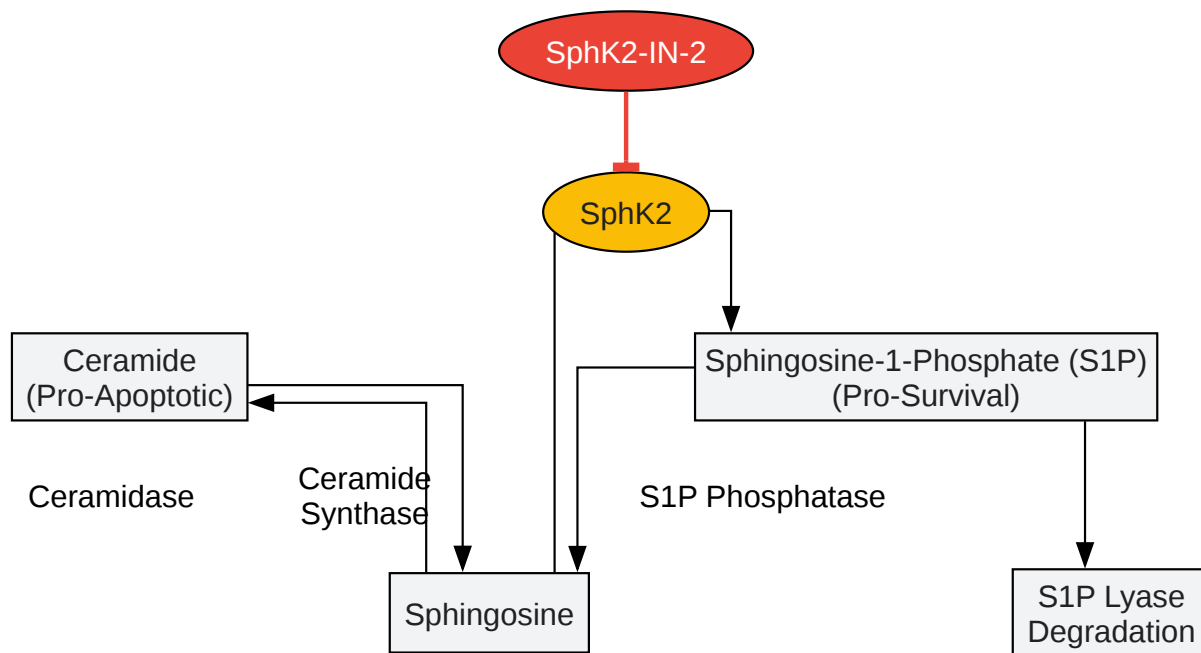 SphK2-IN-2
SphK2
Ceramide
(Pro-Apoptotic)
Sphingosine-1-Phosphate (S1P)
(Pro-Survival)
Ceramidase
Ceramide
Synthase
S1P Phosphatase
Sphingosine
S1P Lyase
Degradation